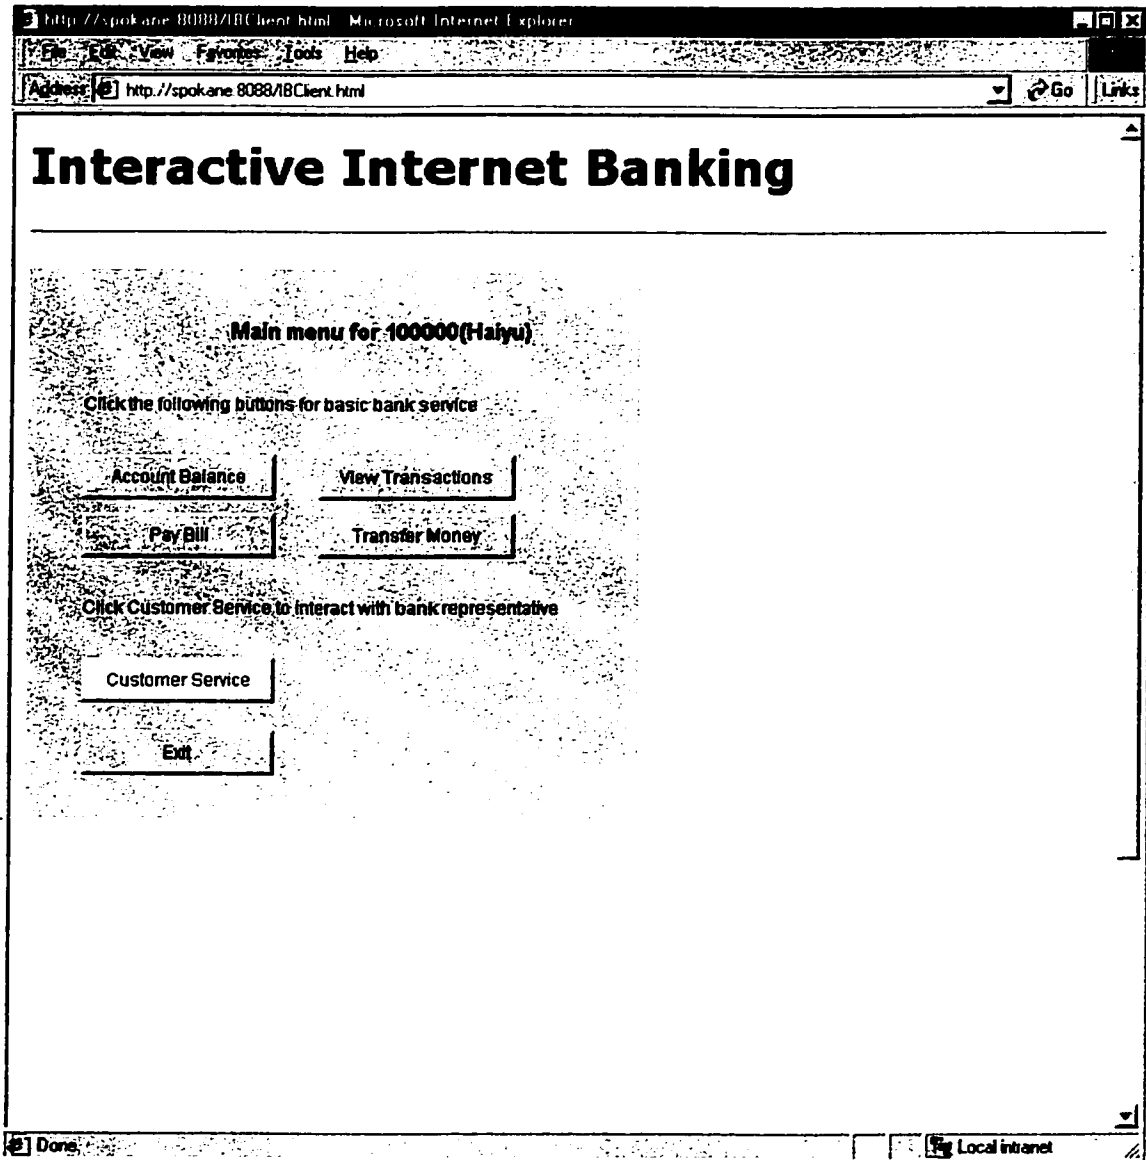 http://spokane:8088/IBClient.html - Microsoft Internet Explorer
File Edit View Favorites Tools Help
Address http://spokane:8088/IBClient.html Go Links
Interactive Internet Banking
Main menu for 100000(Haiyu)
Click the following buttons for basic bank service
Account Balance View Transactions
Pay Bill Transfer Money
Click Customer Service to interact with bank representative
Customer Service
Exit
Done Local intranet